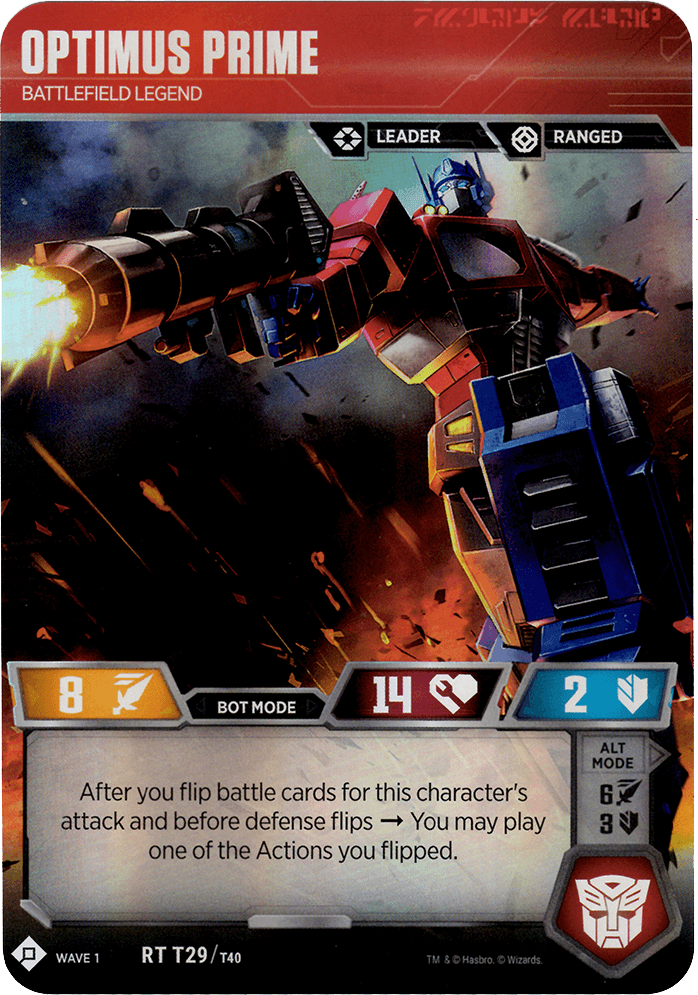 OPTIMUS PRIME
BATTLEFIELD LEGEND
LEADER
RANGED
8
BOT MODE
14
2
After you flip battle cards for this character's
attack and before defense flips → You may play
one of the Actions you flipped.
ALT
MODE
6
3
WAVE 1
RT T29/T40
TM & © Hasbro. © Wizards.